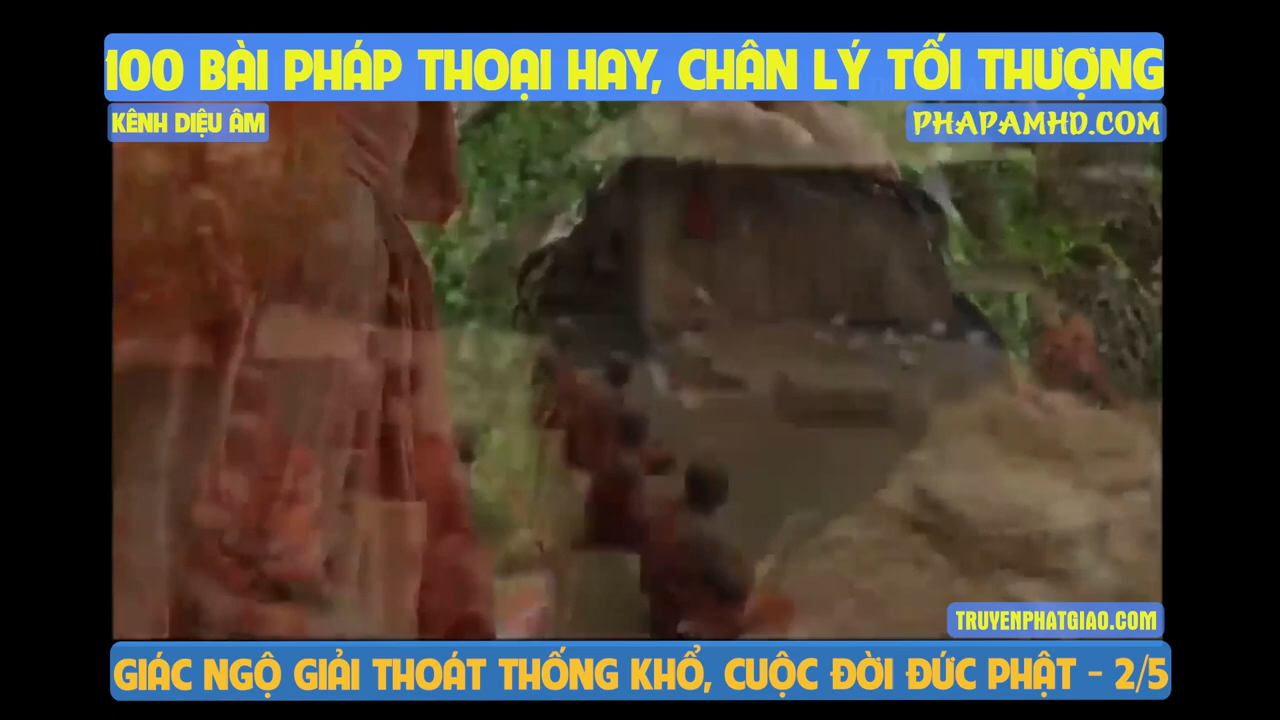 100 BÀI PHÁP THOẠI HAY, CHÂN LÝ TỐI THƯỢNG
KÊNH DIỆU ÂM
PHAPAMHD.COM
TRUYENPHATGIAO.COM
GIÁC NGỘ GIẢI THOÁT THỐNG KHỔ, CUỘC ĐỜI ĐỨC PHẬT - 2/5